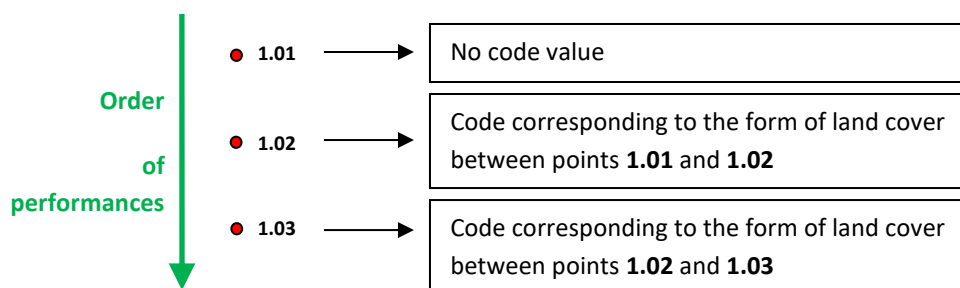 Order
of
performances
1.01
No code value
1.02
Code corresponding to the form of land cover
between points 1.01 and 1.02
1.03
Code corresponding to the form of land cover
between points 1.02 and 1.03